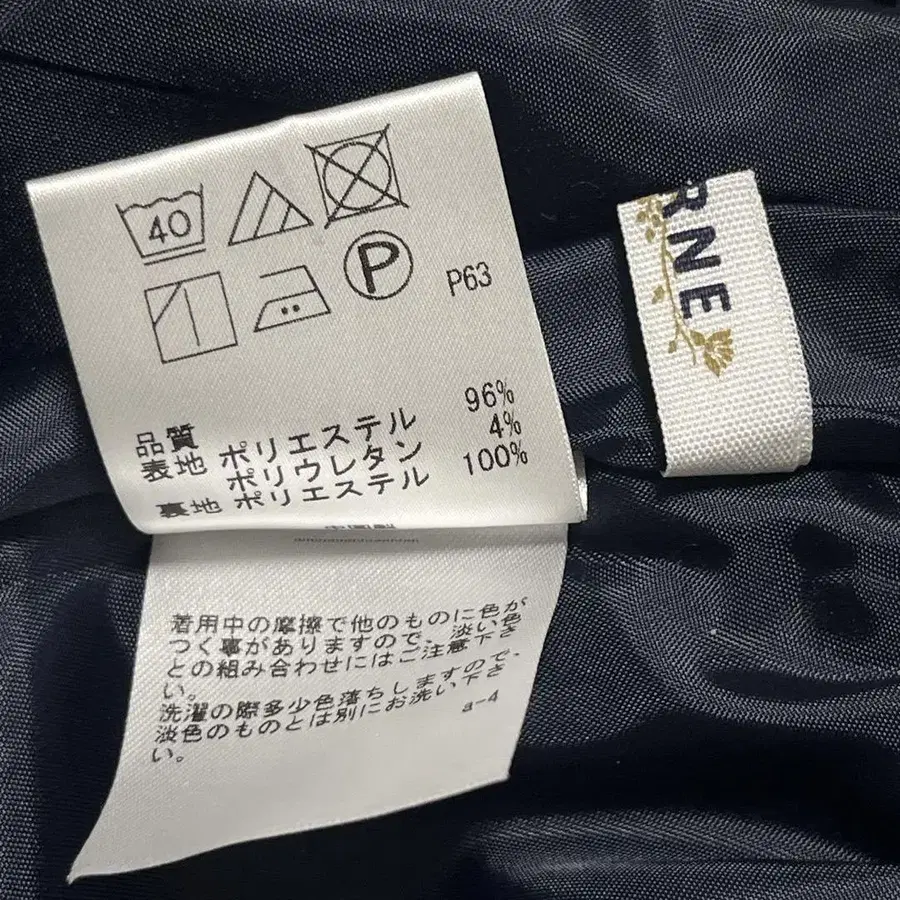 40
P
P63
品質
表地 ポリエステル 96%
ポリウレタン 4%
裏地 ポリエステル 100%
RNE
着用中の摩擦で他のものに色が
つく事がありますので、淡い色
との組み合わせにはご注意下さ
い。
洗濯の際多少色落ちしますので、
淡色のものとは別にお洗い下さ
い。
a-4